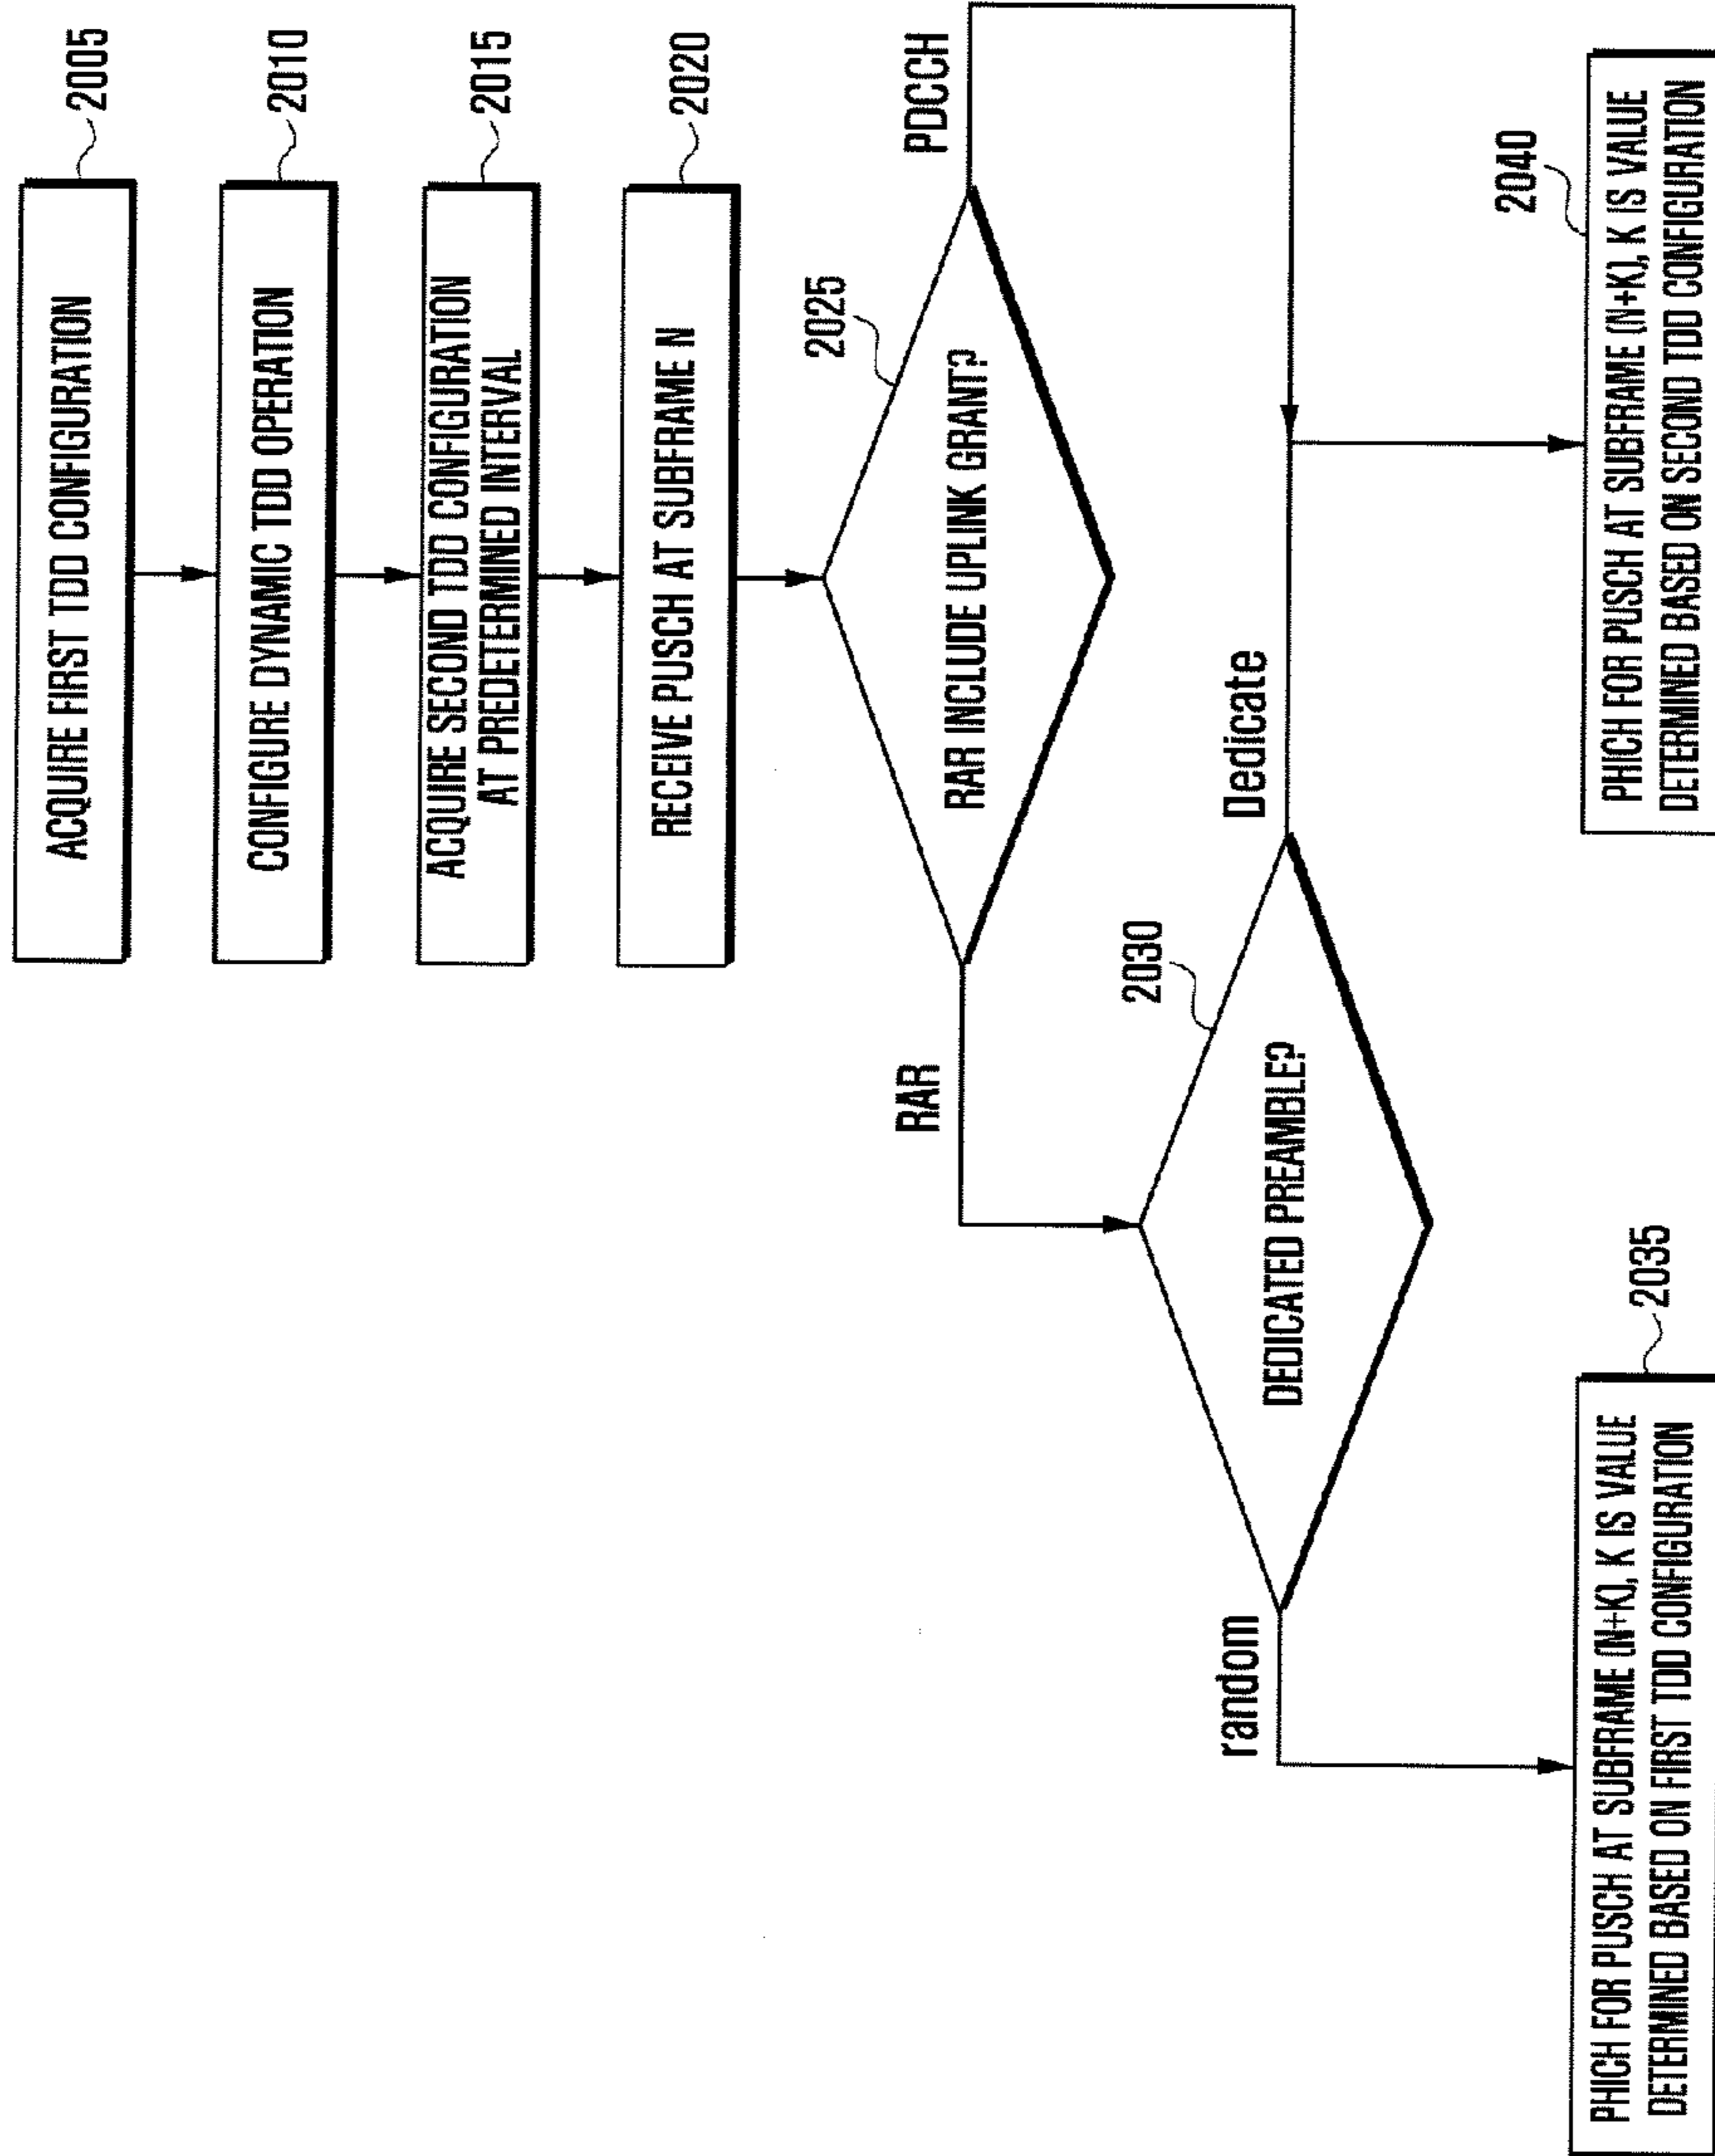 ACQUIRE FIRST TDD CONFIGURATION
2005
CONFIGURE DYNAMIC TDD OPERATION
2010
ACQUIRE SECOND TDD CONFIGURATION
AT PREDETERMINED INTERVAL
2015
RECEIVE PUSCH AT SUBFRAME N
2020
2025
RAR INCLUDE UPLINK GRANT?
RAR
PDCCH
2030
DEDICATED PREAMBLE?
random
Dedicate
2035
PHICH FOR PUSCH AT SUBFRAME (N+K), K IS VALUE
DETERMINED BASED ON FIRST TDD CONFIGURATION
2040
PHICH FOR PUSCH AT SUBFRAME (N+K), K IS VALUE
DETERMINED BASED ON SECOND TDD CONFIGURATION